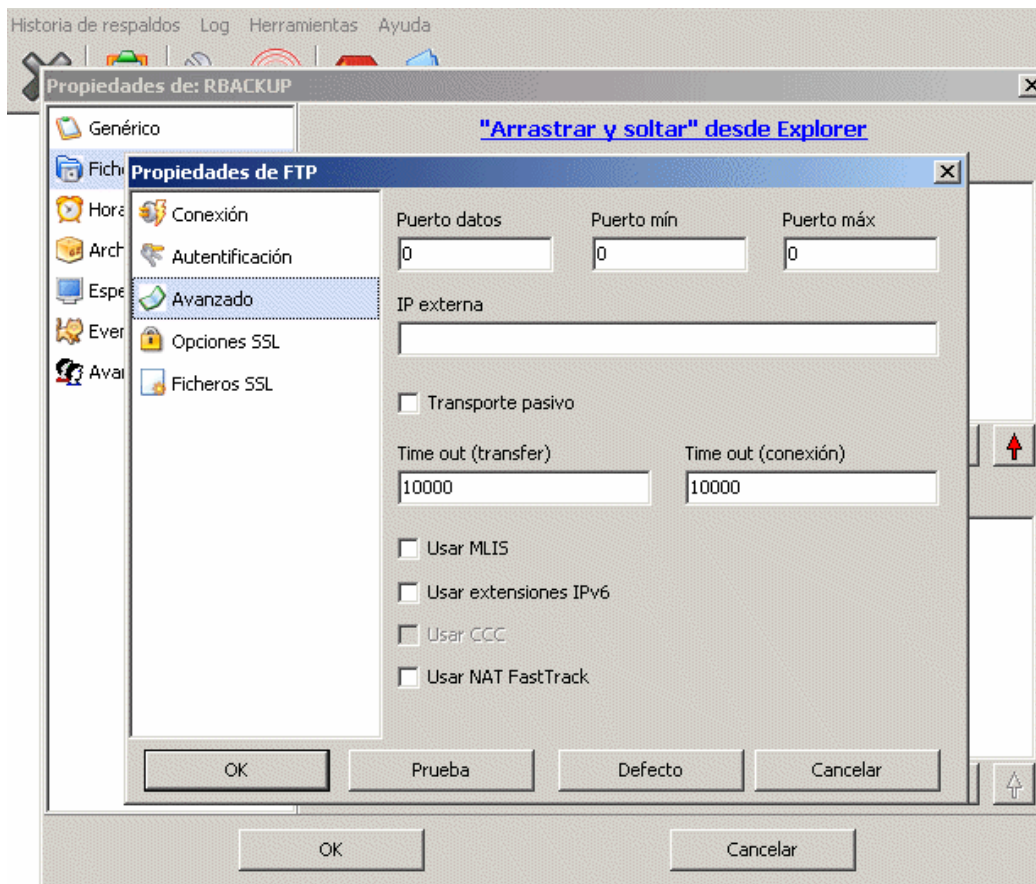 Historia de respaldos Log Herramientas Ayuda
Propiedades de: RBACKUP
Genérico
"Arrastrar y soltar" desde Explorer
Fich
Propiedades de FTP
Hora
Arch
Espe
Ever
Avai
Conexión
Autentificación
Avanzado
Opciones SSL
Ficheros SSL
Puerto datos Puerto mín Puerto máx
0 0 0
IP externa
Transporte pasivo
Time out (transfer) Time out (conexión)
10000 10000
Usar MLIS
Usar extensiones IPv6
Usar CCC
Usar NAT FastTrack
OK Prueba Defecto Cancelar
OK Cancelar